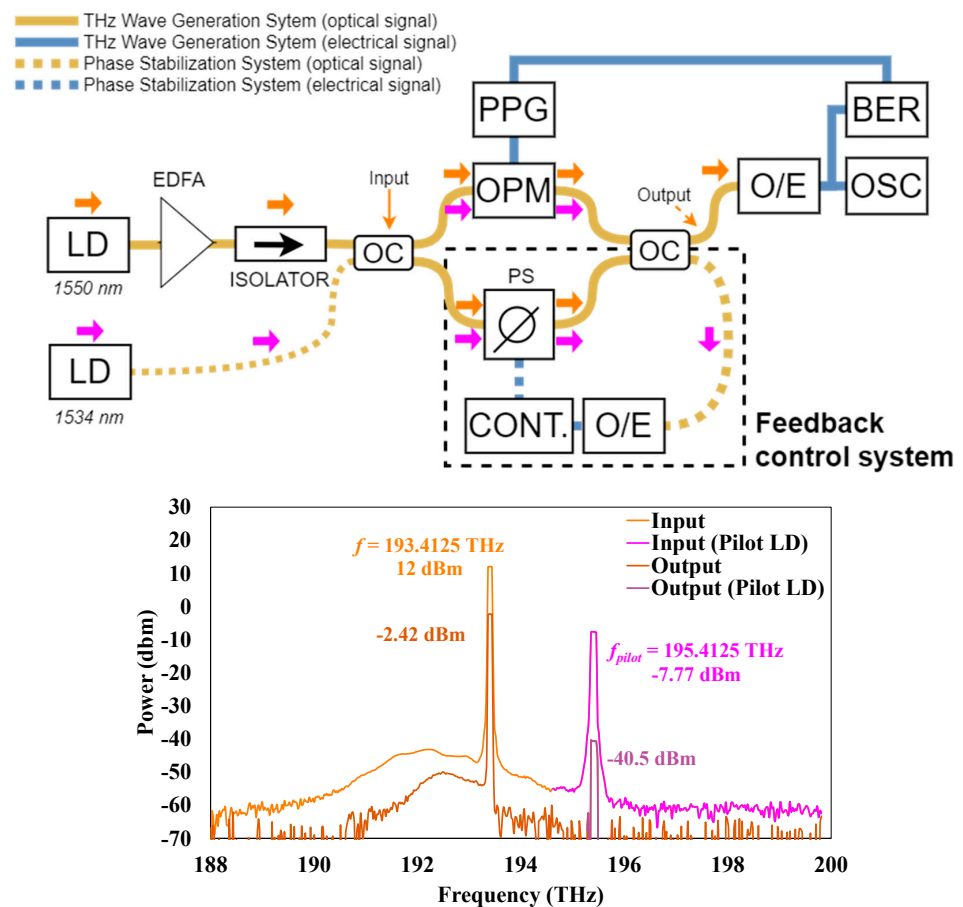 THz Wave Generation Sytem (optical signal)
THz Wave Generation Sytem (electrical signal)
Phase Stabilization System (optical signal)
Phase Stabilization System (electrical signal)
PPG
BER
EDFA
Input
OPM
Output
O/E
OSC
LD
ISOLATOR
OC
OC
1550 nm
PS
LD
1534 nm
CONT.
O/E
Feedback
control system
30
20
10
0
-10
-20
-30
-40
-50
-60
-70
Power (dbm)
f = 193.4125 THz
12 dBm
-2.42 dBm
Input
Input (Pilot LD)
Output
Output (Pilot LD)
fpilot = 195.4125 THz
-7.77 dBm
-40.5 dBm
188 190 192 194 196 198 200
Frequency (THz)